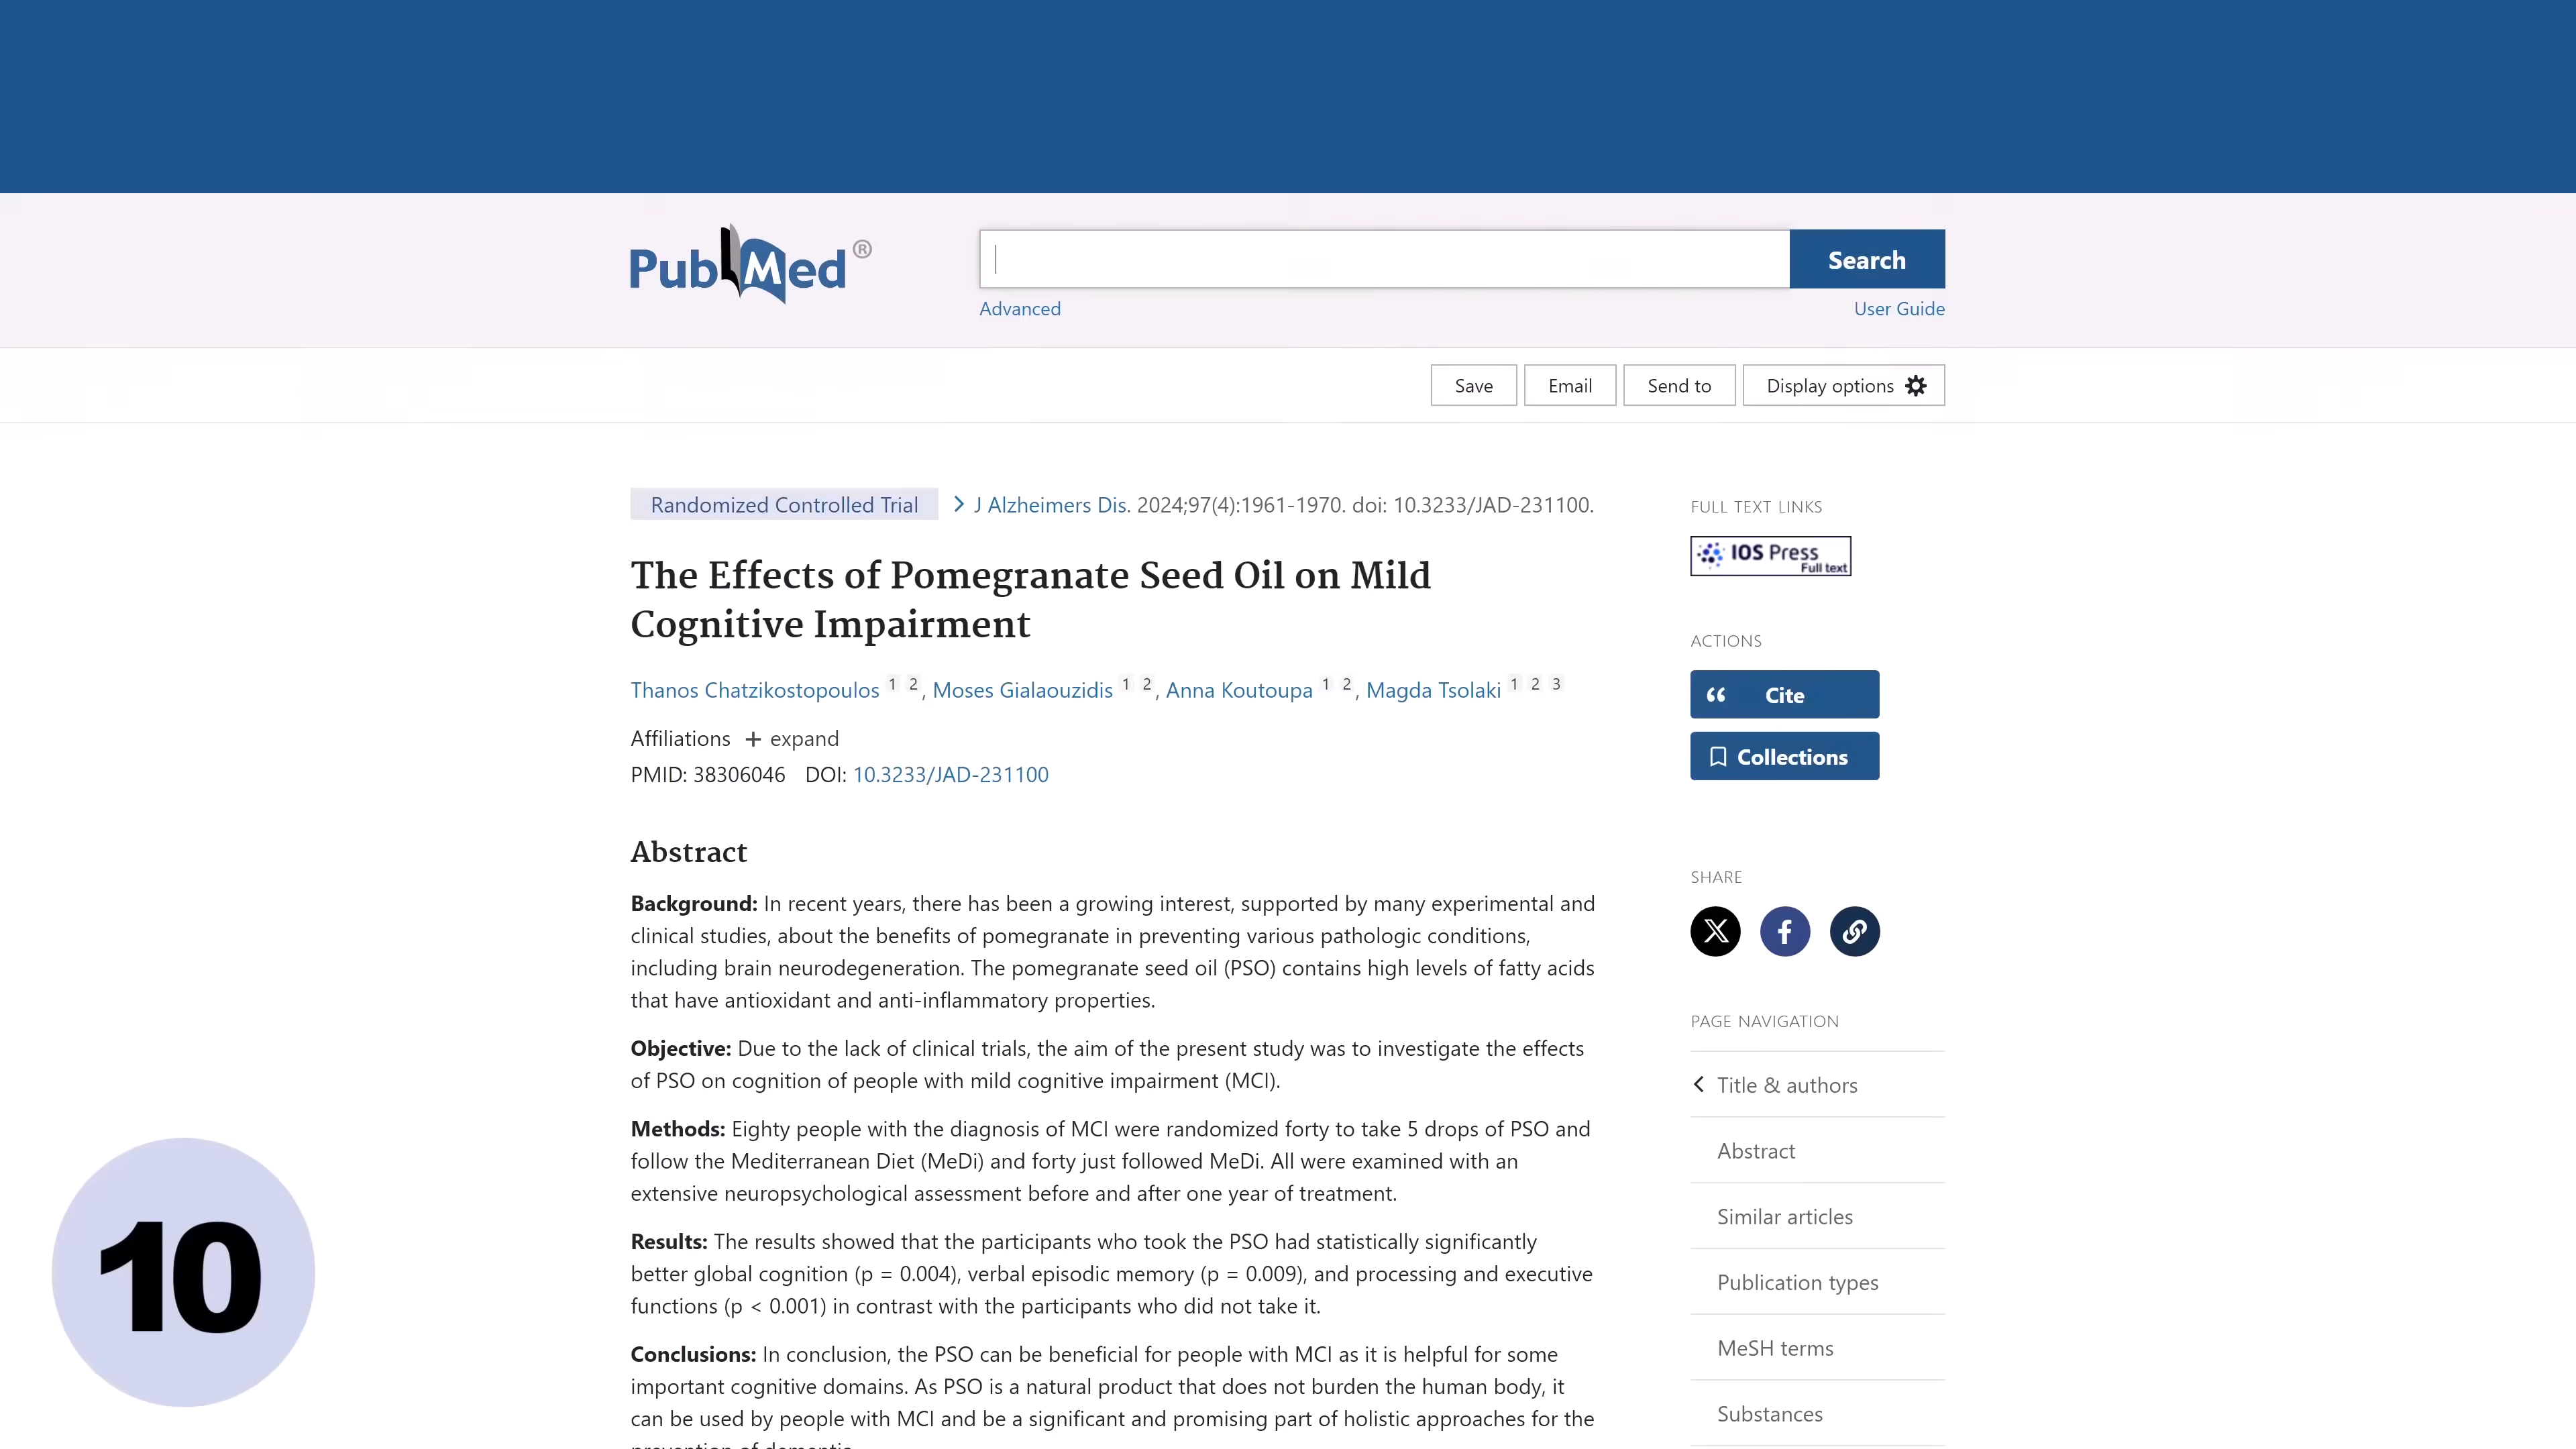 PubMed®
Search
Advanced
User Guide
Save
Email
Send to
Display options
Randomized Controlled Trial
J Alzheimers Dis. 2024;97(4):1961-1970. doi: 10.3233/JAD-231100.
The Effects of Pomegranate Seed Oil on Mild
Cognitive Impairment
Thanos Chatzikostopoulos 1 2, Moses Gialaouzidis 1 2, Anna Koutoupa 1 2, Magda Tsolaki 1 2 3
Affiliations + expand
PMID: 38306046 DOI: 10.3233/JAD-231100
Abstract
Background: In recent years, there has been a growing interest, supported by many experimental and
clinical studies, about the benefits of pomegranate in preventing various pathologic conditions,
including brain neurodegeneration. The pomegranate seed oil (PSO) contains high levels of fatty acids
that have antioxidant and anti-inflammatory properties.
Objective: Due to the lack of clinical trials, the aim of the present study was to investigate the effects
of PSO on cognition of people with mild cognitive impairment (MCI).
Methods: Eighty people with the diagnosis of MCI were randomized forty to take 5 drops of PSO and
follow the Mediterranean Diet (MeDi) and forty just followed MeDi. All were examined with an
extensive neuropsychological assessment before and after one year of treatment.
Results: The results showed that the participants who took the PSO had statistically significantly
better global cognition (p = 0.004), verbal episodic memory (p = 0.009), and processing and executive
functions (p < 0.001) in contrast with the participants who did not take it.
Conclusions: In conclusion, the PSO can be beneficial for people with MCI as it is helpful for some
important cognitive domains. As PSO is a natural product that does not burden the human body, it
can be used by people with MCI and be a significant and promising part of holistic approaches for the
prevention of dementia
FULL TEXT LINKS
IOS Press
Full text
ACTIONS
Cite
Collections
SHARE
PAGE NAVIGATION
Title & authors
Abstract
Similar articles
Publication types
MeSH terms
Substances
10